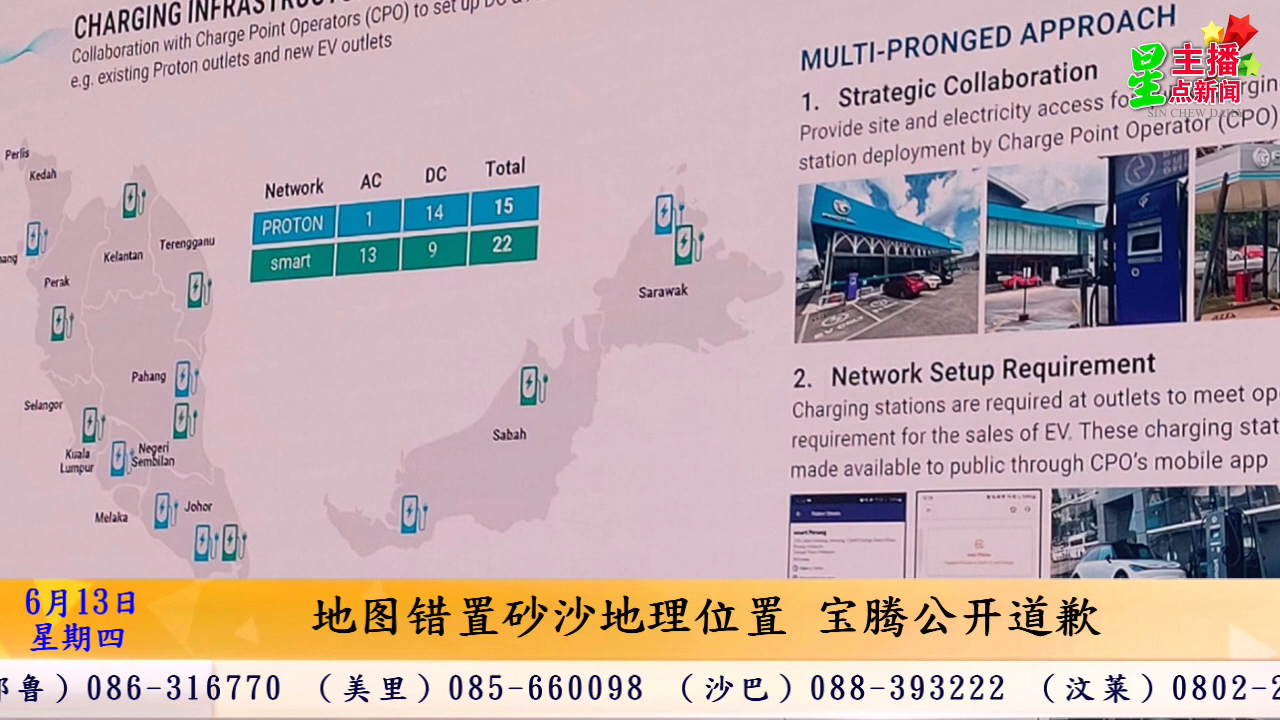 CHARGING
Collaboration with Charge Point Operators (CPO) to set up
e.g. existing Proton outlets and new EV outlets
MULTI-PRONGED APPROACH
1. Strategic Collaboration
Provide site and electricity access for
station deployment by Charge Point Operator (CPO)
星
主播
点新闻
SIN CHEW DAILY
Perlis
Kedah
Kelantan
Terengganu
Perak
Pahang
Selangor
Kuala
Lumpur
Negeri
Sembilan
Melaka
Johor
Network AC DC Total
PROTON 1 14 15
smart 13 9 22
Sarawak
Sabah
2. Network Setup Requirement
Charging stations are required at outlets to meet
requirement for the sales of EV. These charging
made available to public through CPO's mobile app
6月13日
星期四
地图错置砂沙地理位置 宝腾公开道歉
鲁）086-316770 （美里）085-660098 （沙巴）088-393222 （汶莱）0802-2